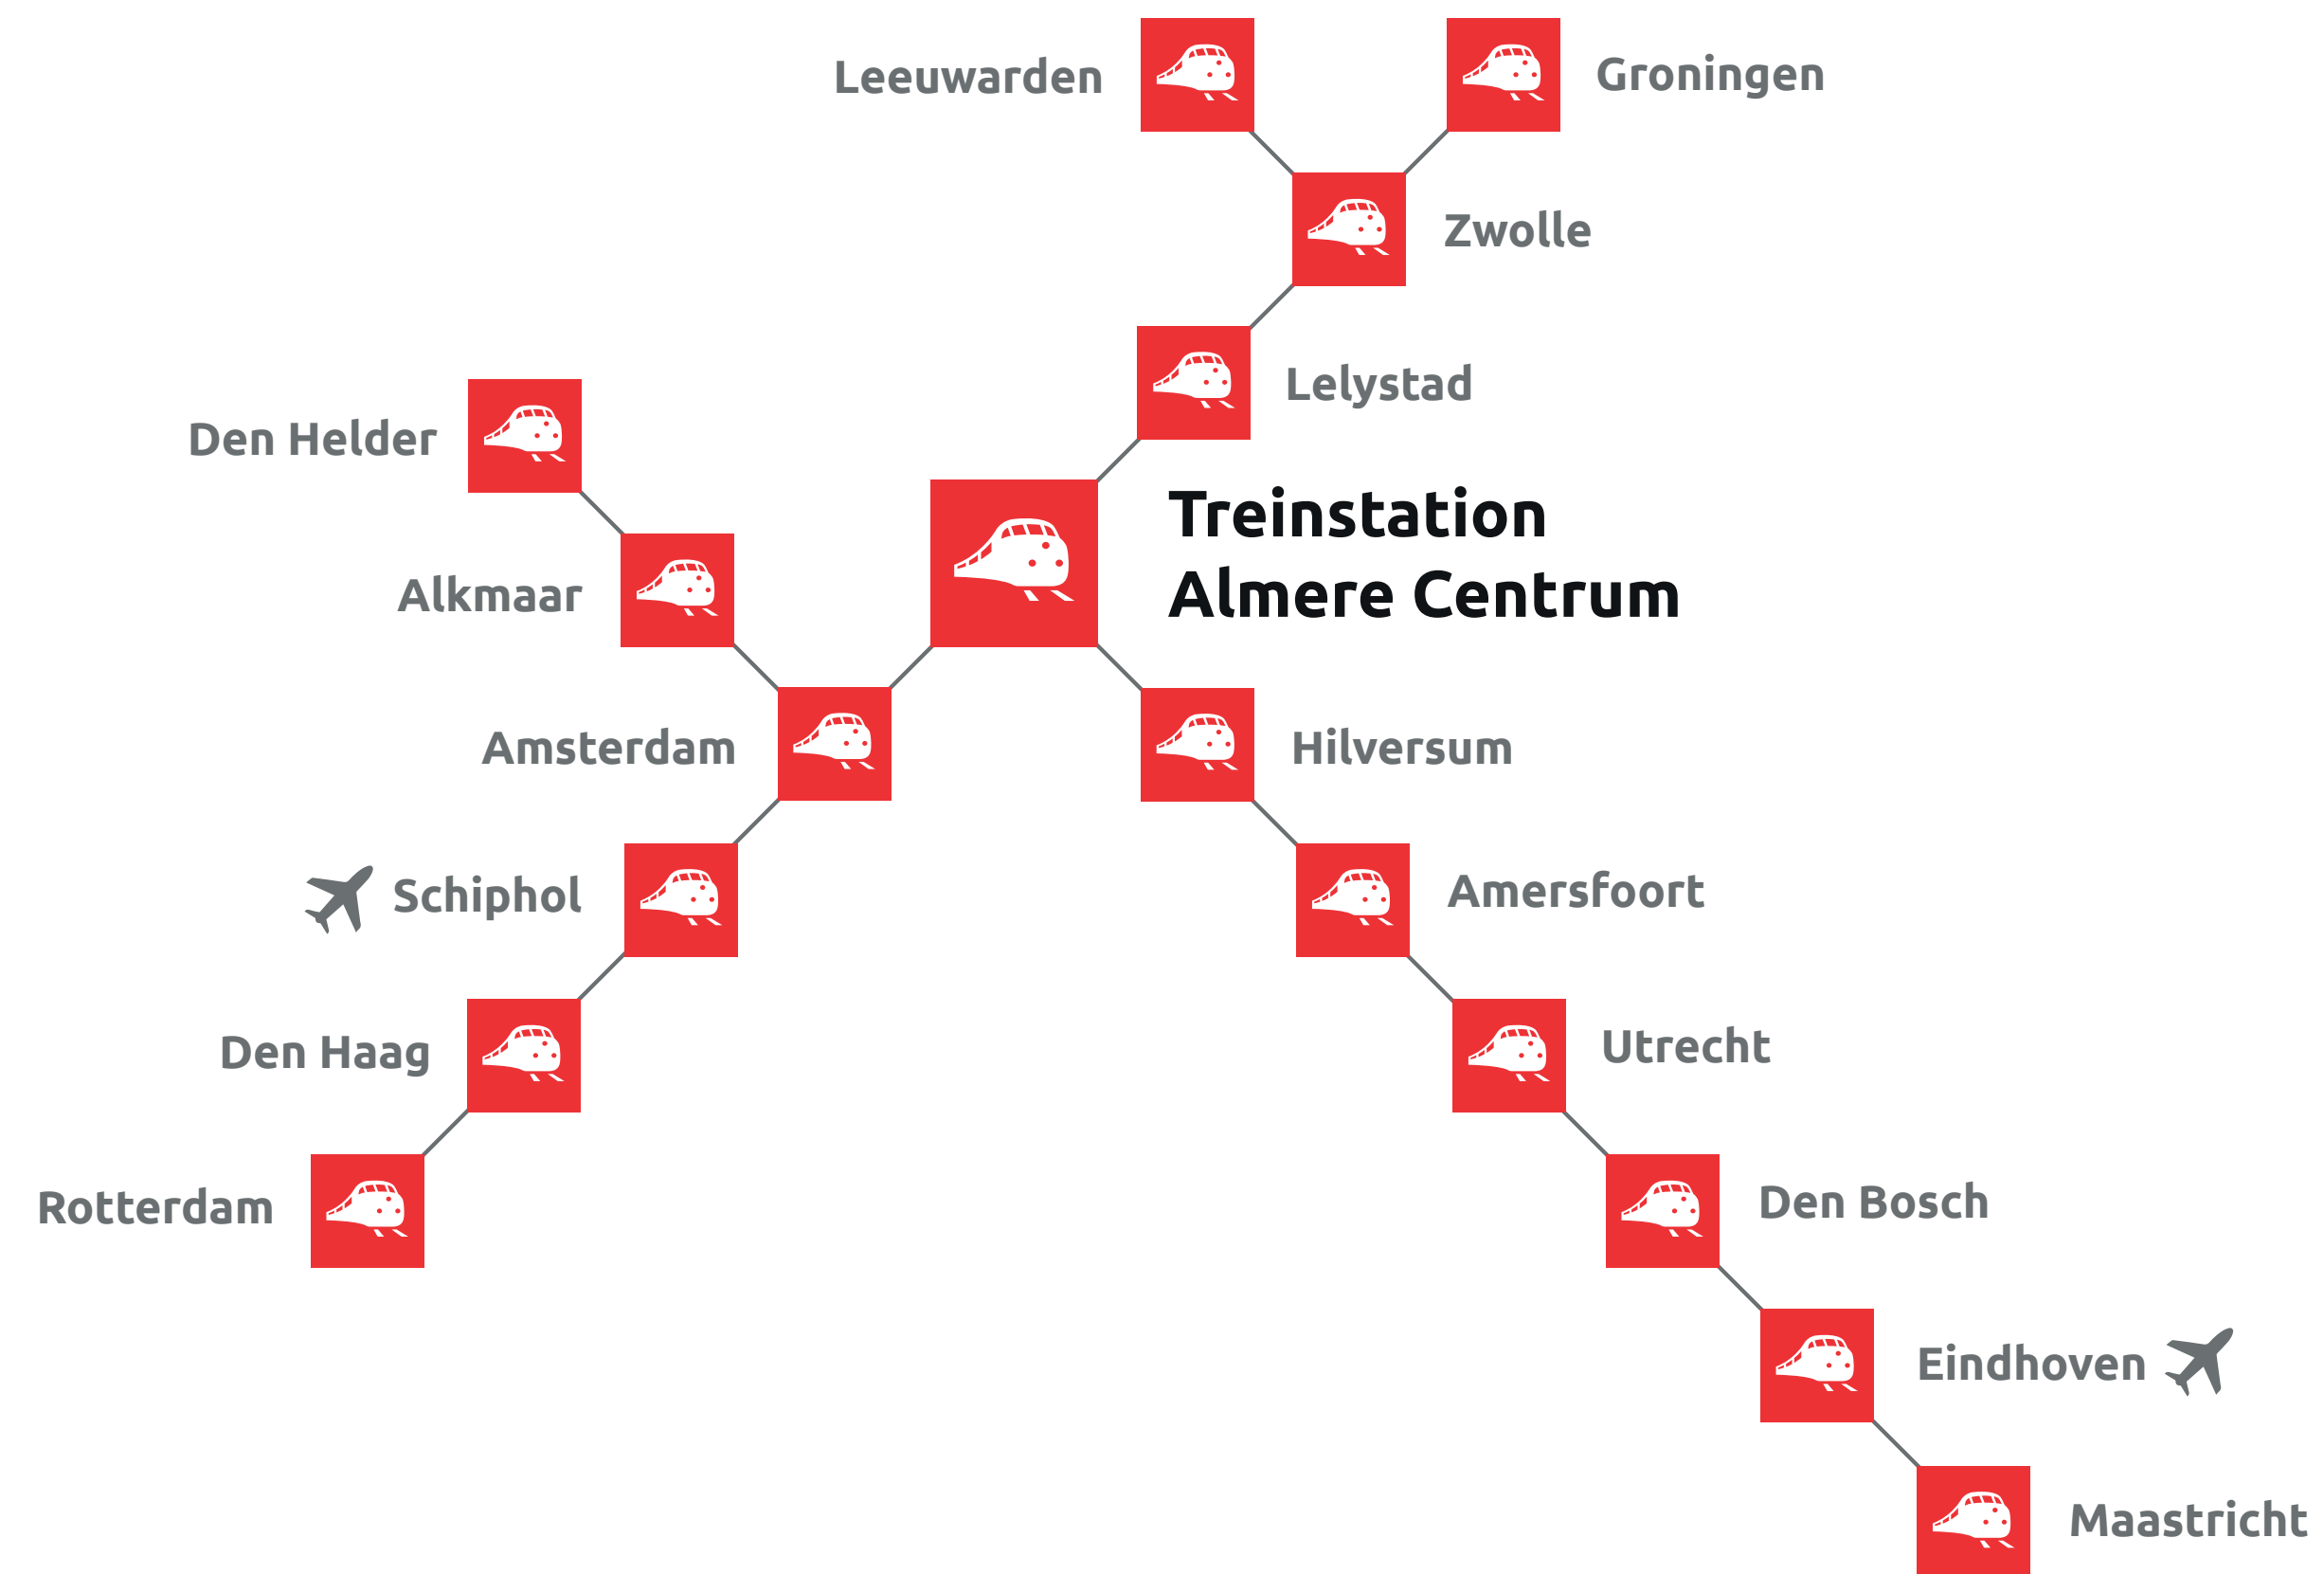 Leeuwarden
Groningen
Zwolle
Lelystad
Den Helder
Treinstation
Almere Centrum
Alkmaar
Amsterdam
Hilversum
Schiphol
Amersfoort
Den Haag
Utrecht
Rotterdam
Den Bosch
Eindhoven
Maastricht